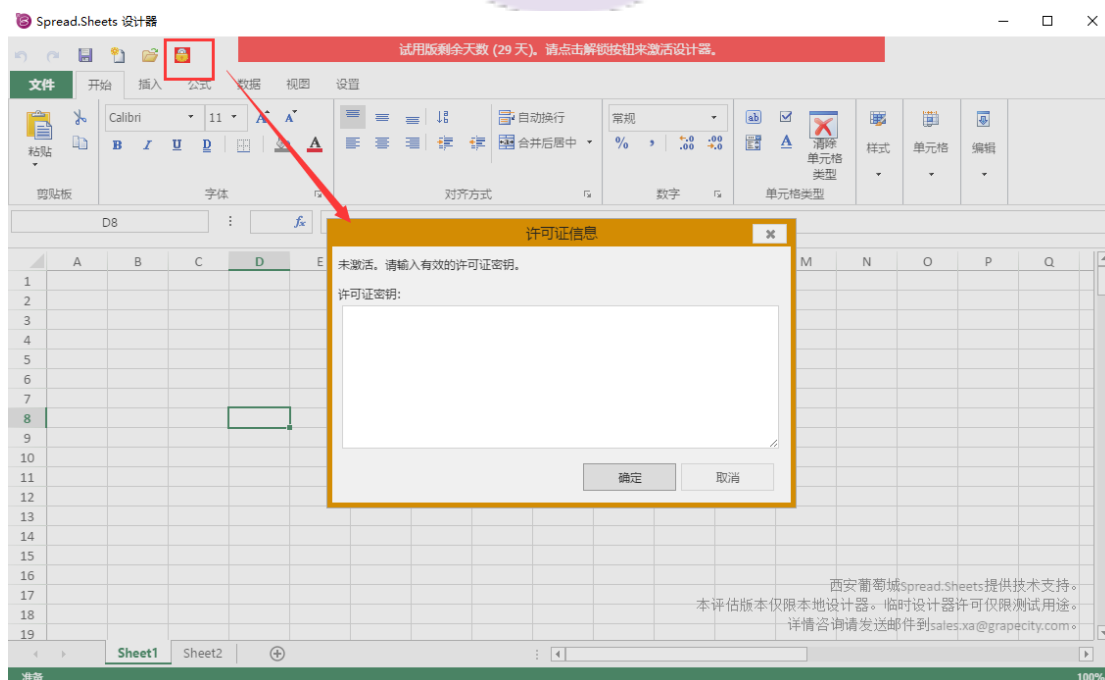 Spread.Sheets 设计器
试用版剩余天数 (29 天)。请点击解锁按钮来激活设计器。
文件 开始 插入 公式 数据 视图 设置
Calibri 11 A A 自动换行 常规 ab
粘贴 B I U D A 合并后居中 % , 清除 单元格 类型 样式 单元格 编辑
剪贴板 字体 对齐方式 数字 单元格类型
D8 fx
许可证信息
A B C D E M N O P Q
未激活。请输入有效的许可证密钥。
许可证密钥:
1
2
3
4
5
6
7
8
9
10
11
12
13
14
15
16
17
18
19
确定 取消
西安葡萄城Spread.Sheets提供技术支持。
本评估版本仅限本地设计器。临时设计器许可仅限测试用途。
详情咨询请发送邮件到sales.xa@grapecity.com。
Sheet1 Sheet2
准备 100%